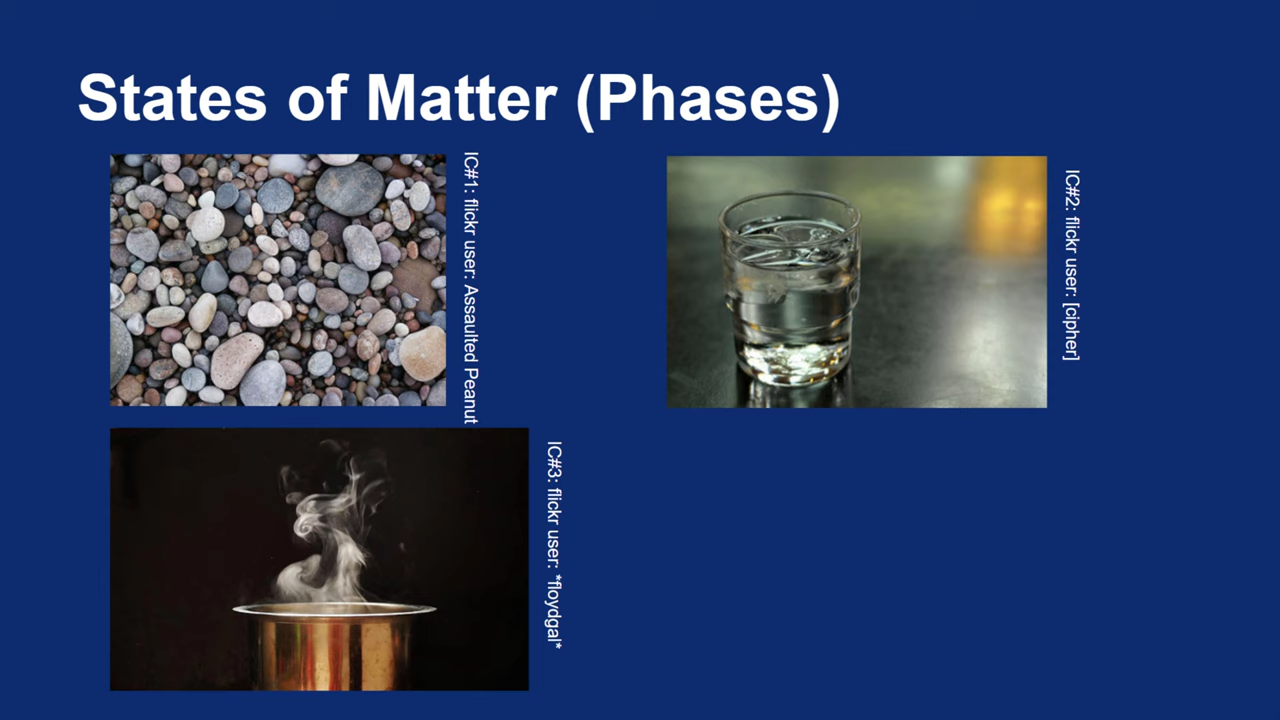 States of Matter (Phases)
IC#1: flickr user: Assaulted Peanut
IC#2: flickr user: [cipher]
IC#3: flickr user: *floydgal*